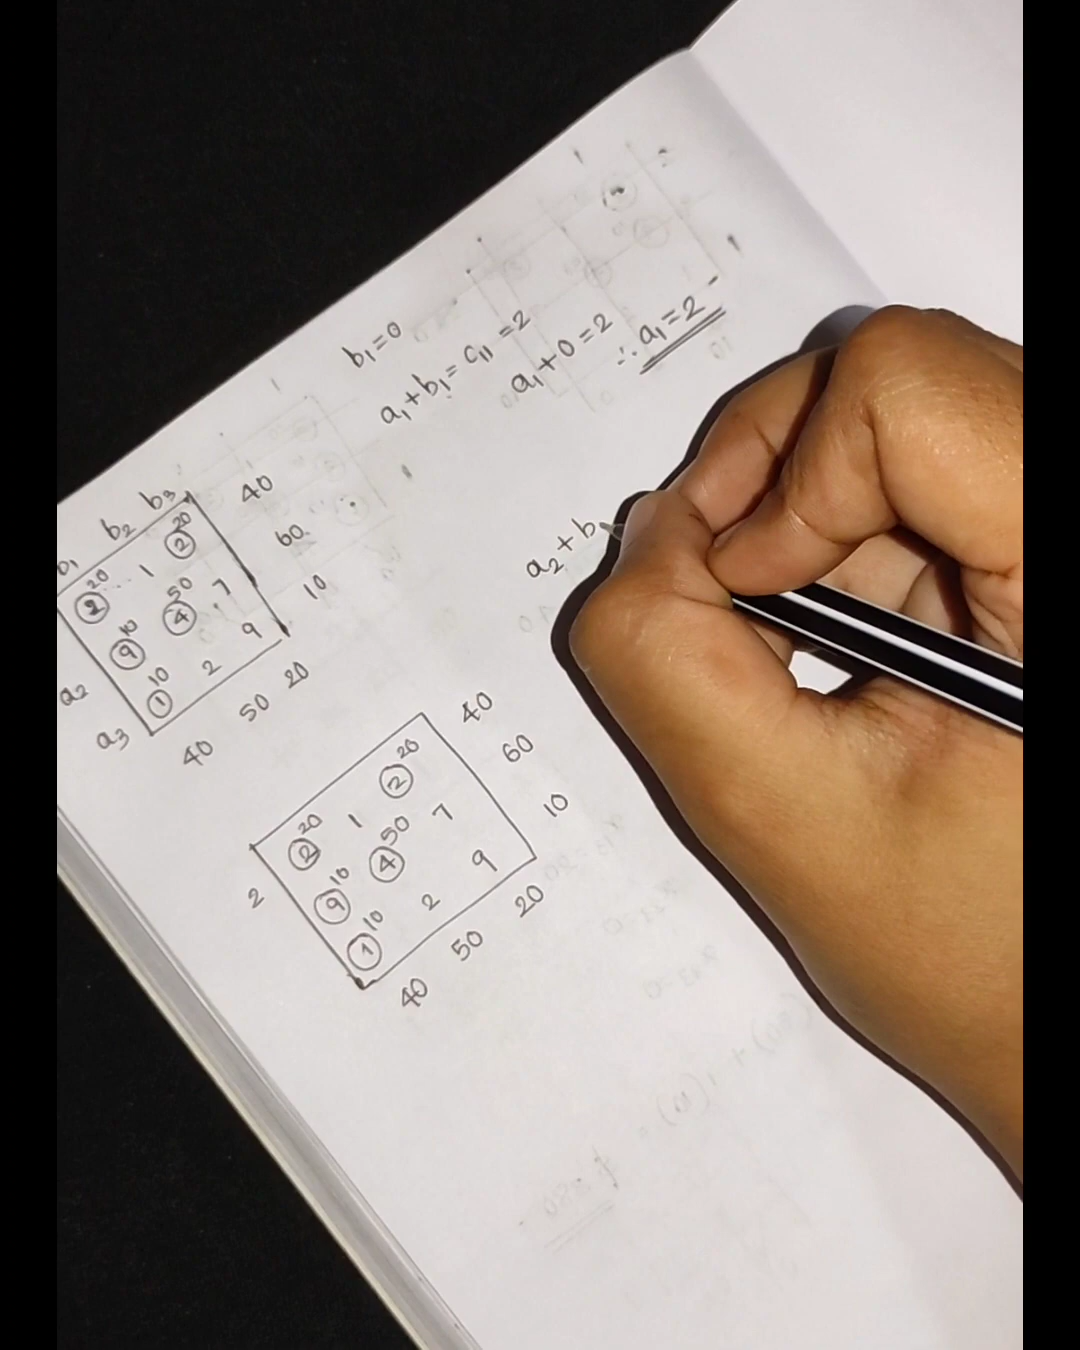 b₁=0
a₁+b₁= C₁₁ =2
a₁+0=2
∴a₁=2
b₁ b₂ b₃
② 20 1 ② 20 40
a₂ ⑨ 10 ④ 50 7 60
a₃ ① 10 2 9 10
40 50 20
a₂+b
2 ② 20 1 ② 20 40
⑨ 10 ④ 50 7 60
① 10 2 9 10
40 50 20